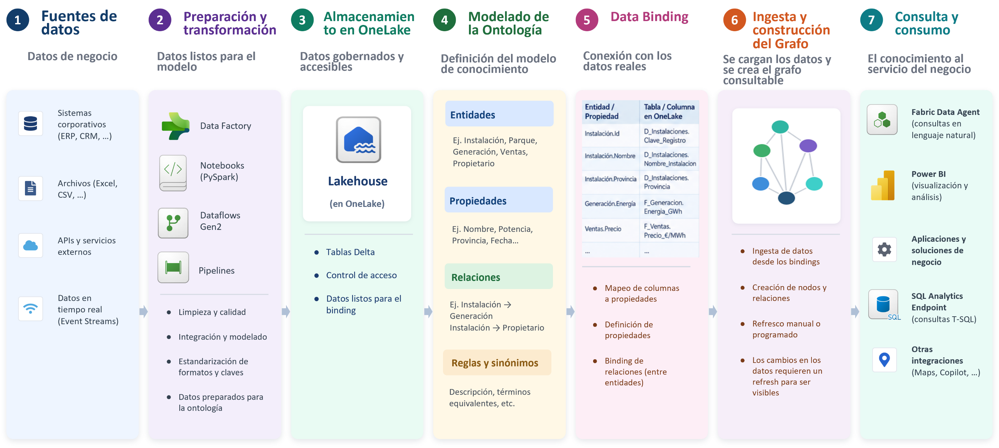 1
Fuentes de
datos
Datos de negocio
Sistemas
corporativos
(ERP, CRM, ...)
Archivos (Excel,
CSV, ...)
APIs y servicios
externos
Datos en
tiempo real
(Event Streams)
2
Preparación y
transformación
Datos listos para el
modelo
Data Factory
Notebooks
(PySpark)
Dataflows
Gen2
Pipelines
• Limpieza y calidad
• Integración y modelado
• Estandarización de
formatos y claves
• Datos preparados para
la ontología
3
Almacenamien
to en OneLake
Datos gobernados y
accesibles
Lakehouse
(en OneLake)
• Tablas Delta
• Control de acceso
• Datos listos para el
binding
4
Modelado de
la Ontología
Definición del modelo
de conocimiento
Entidades
Ej. Instalación, Parque,
Generación, Ventas,
Propietario
Propiedades
Ej. Nombre, Potencia,
Provincia, Fecha...
Relaciones
Ej. Instalación →
Generación
Instalación → Propietario
Reglas y sinónimos
Descripción, términos
equivalentes, etc.
5
Data Binding
Conexión con los
datos reales
Entidad /
Propiedad
Tabla / Columna
en OneLake
Instalación.Id
D_Instalaciones.
Clave_Registro
Instalación.Nombre
D_Instalaciones.
Nombre_Instalacion
Instalación.Provincia
D_Instalaciones.
Provincia
Generación.Energía
F_Generacion.
Energia_GWh
Ventas.Precio
F_Ventas.
Precio_€/MWh
...
...
• Mapeo de columnas
a propiedades
• Definición de
propiedades
• Binding de
relaciones (entre
entidades)
6
Ingesta y
construcción
del Grafo
Se cargan los datos y
se crea el grafo
consultable
• Ingesta de datos
desde los bindings
• Creación de nodos y
relaciones
• Refresco manual o
programado
• Los cambios en los
datos requieren un
refresh para ser
visibles
7
Consulta y
consumo
El conocimiento al
servicio del negocio
Fabric Data Agent
(consultas en
lenguaje natural)
Power BI
(visualización y
análisis)
Aplicaciones y
soluciones de
negocio
SQL
SQL Analytics
Endpoint
(consultas T-SQL)
Otras
integraciones
(Maps, Copilot, ...)